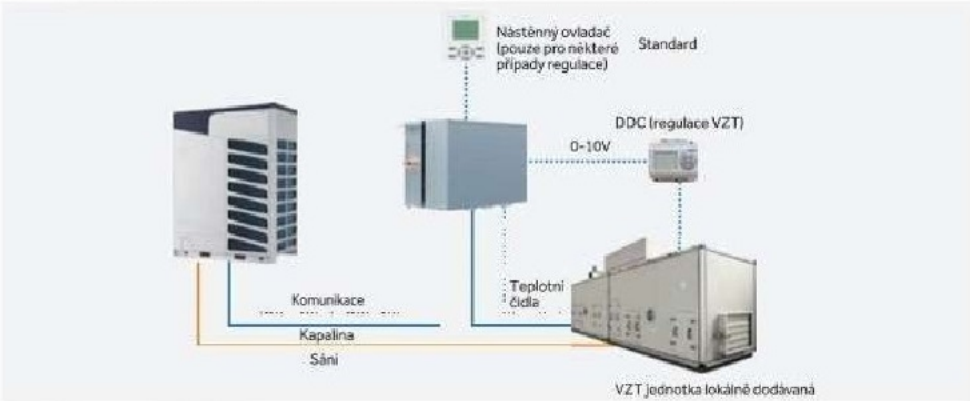 Nástěnný ovladač
(pouze pro některé
případy regulace)
Standard
DDC (regulace VZT)
0-10V
Teplotní
čidla
Komunikace
Kapalina
Sání
VZT jednotka lokálně dodávaná